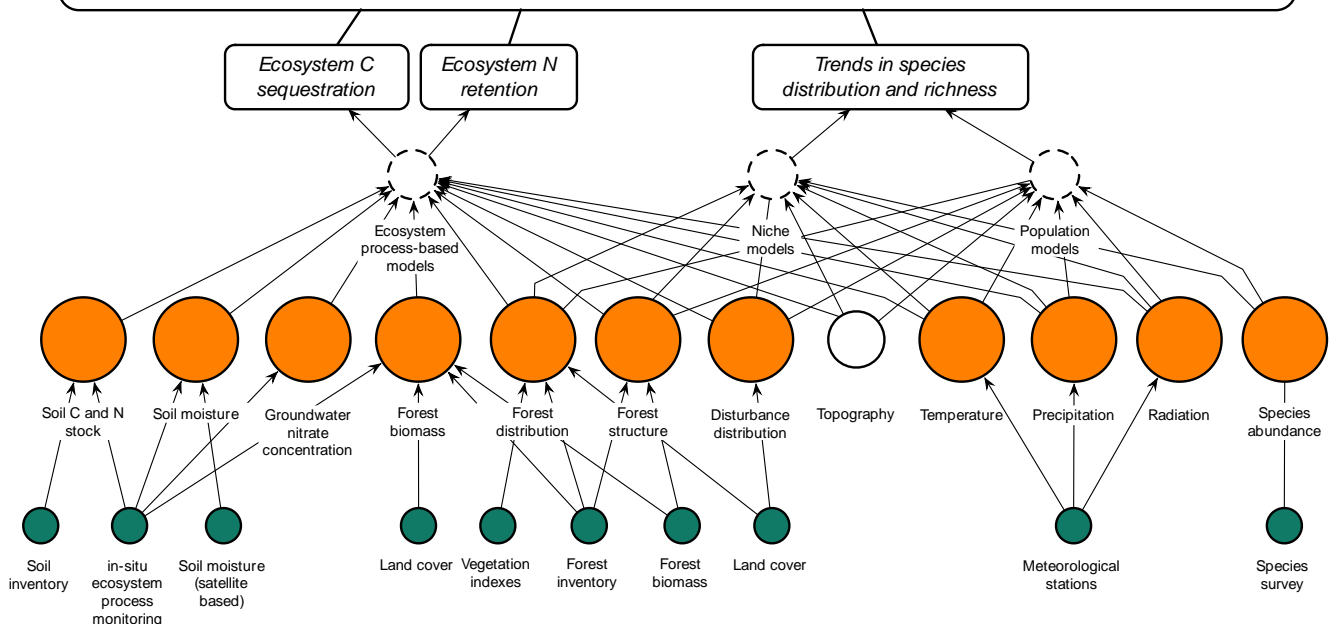 Ecosystem C
sequestration
Ecosystem N
retention
Trends in species
distribution and richness
Ecosystem
process-based
models
Niche
models
Population
models
Soil C and N
stock
Soil moisture
Groundwater
nitrate
concentration
Forest
biomass
Forest
distribution
Forest
structure
Disturbance
distribution
Topography
Temperature
Precipitation
Radiation
Species
abundance
Soil
inventory
in-situ
ecosystem
process
monitoring
Soil moisture
(satellite
based)
Land cover
Vegetation
indexes
Forest
inventory
Forest
biomass
Land cover
Meteorological
stations
Species
survey